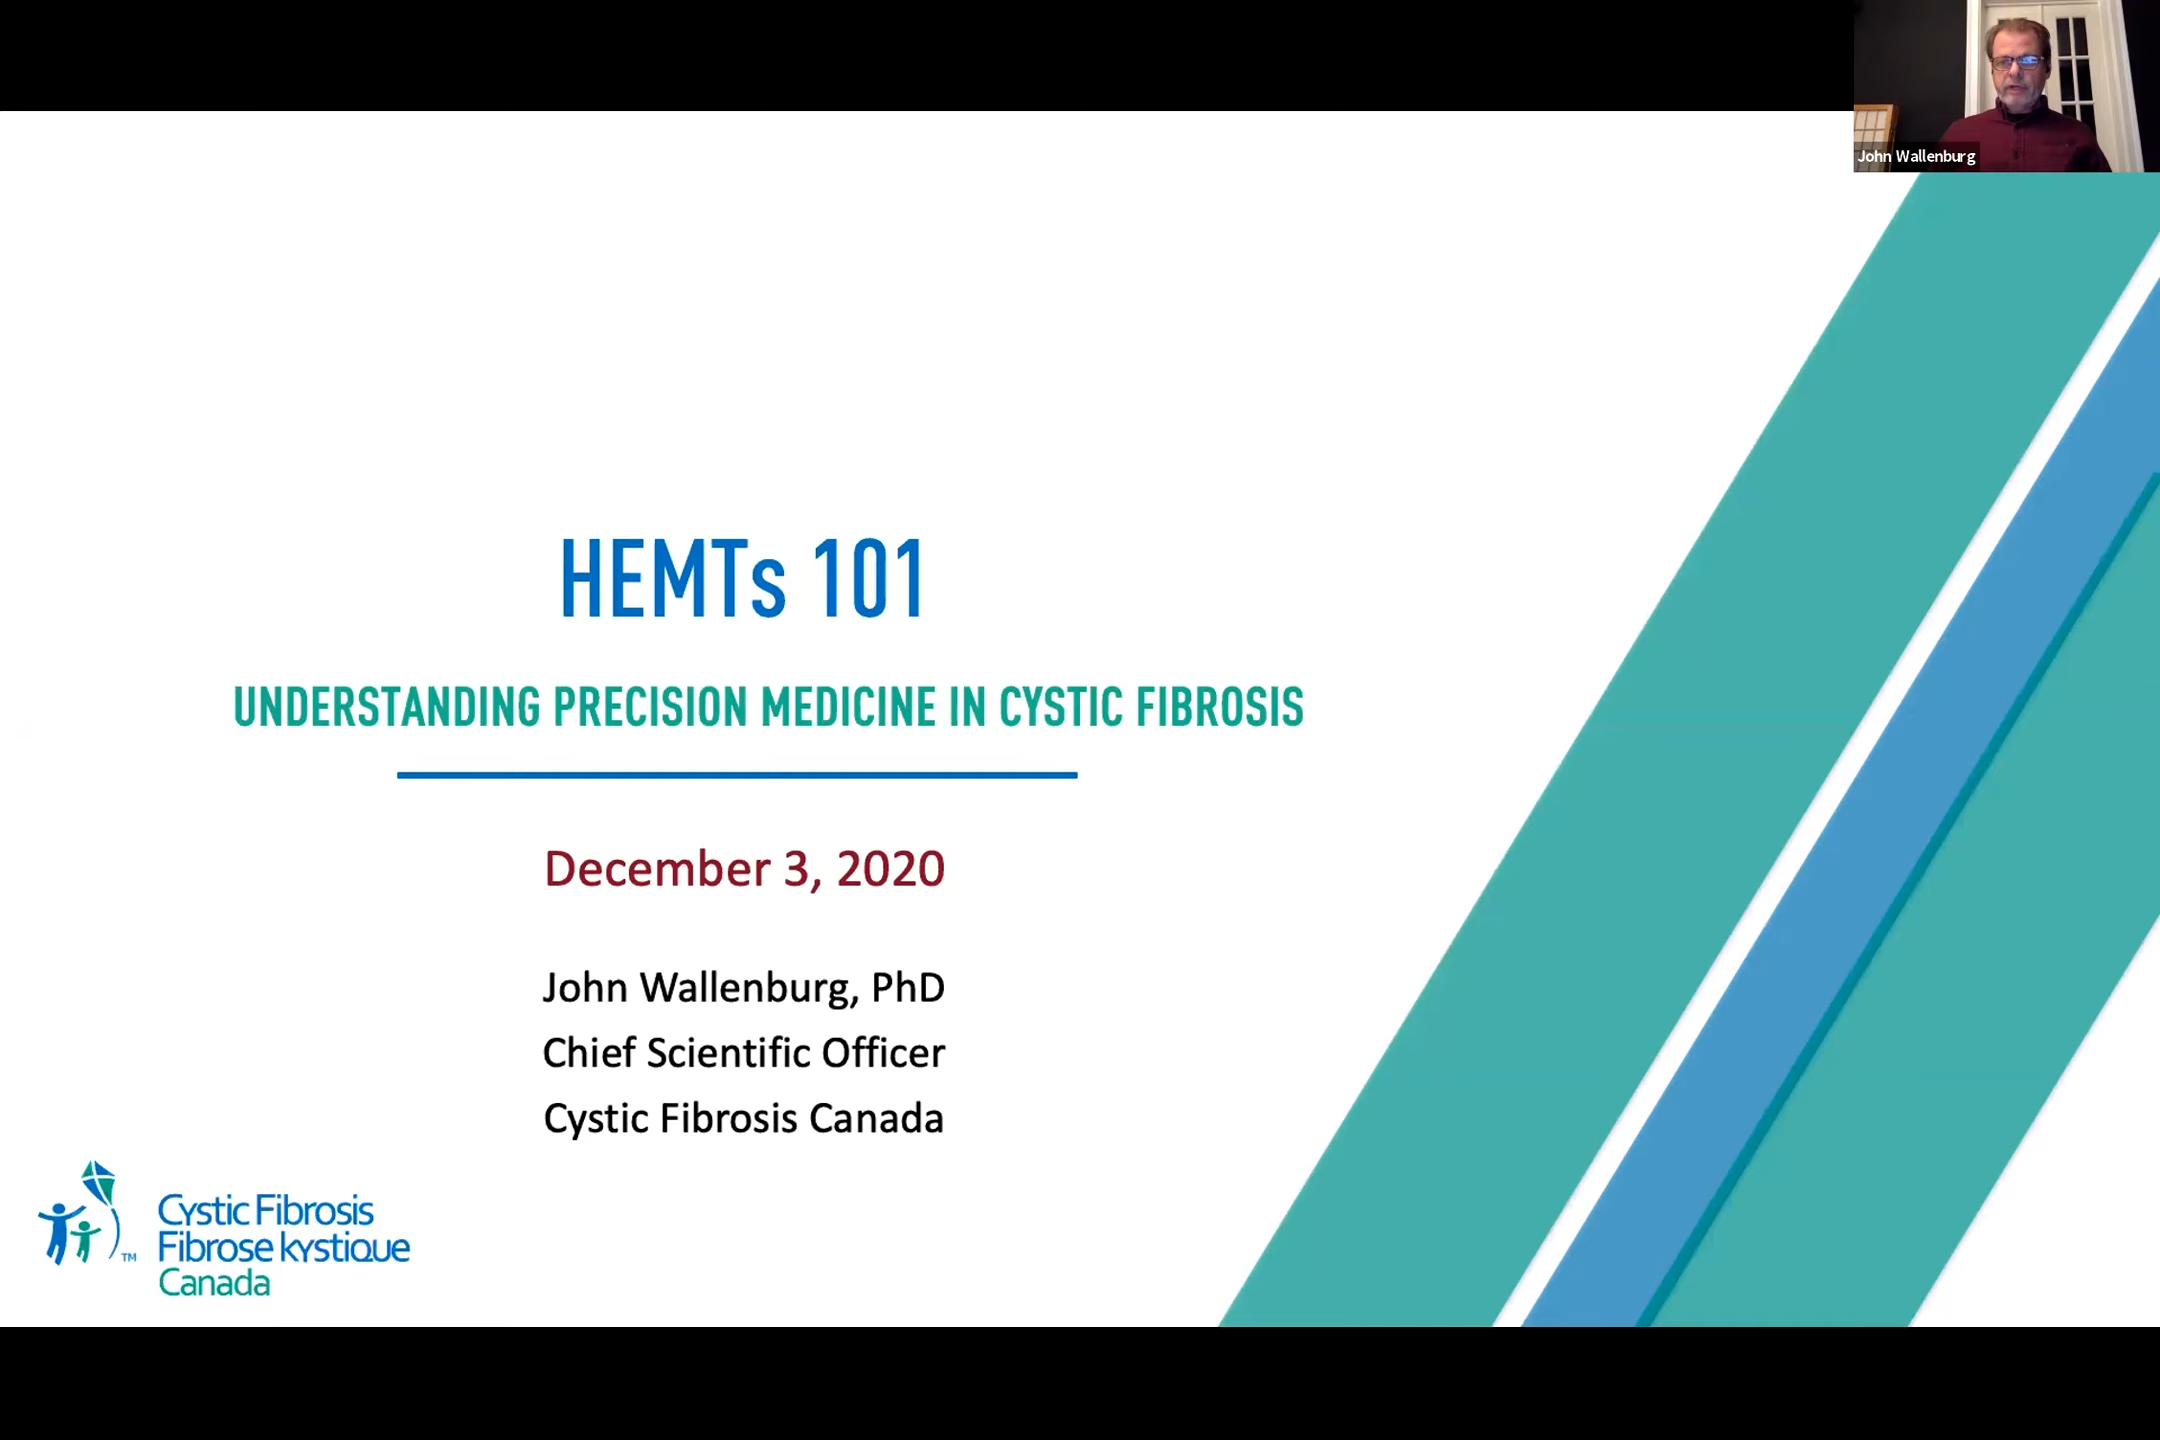 John Wallenburg
HEMTs 101
UNDERSTANDING PRECISION MEDICINE IN CYSTIC FIBROSIS
December 3, 2020
John Wallenburg, PhD
Chief Scientific Officer
Cystic Fibrosis Canada
TM
Cystic Fibrosis
Fibrose kystique
Canada